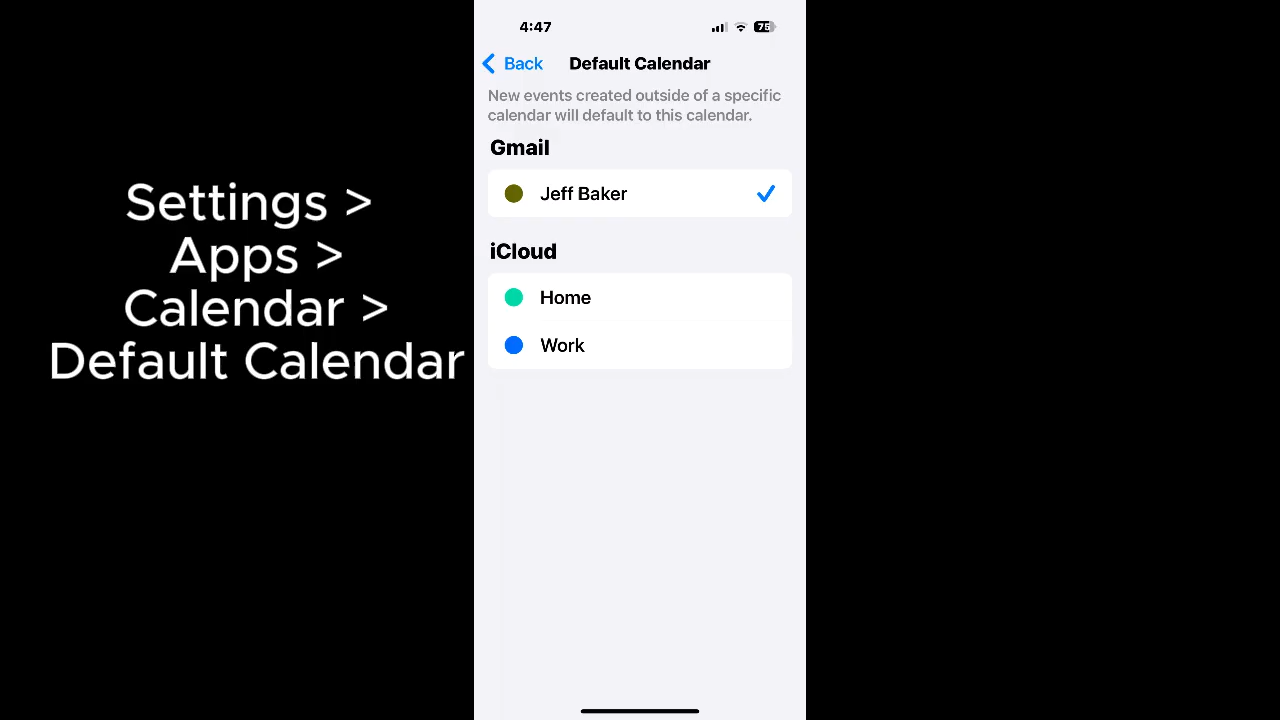 Settings >
Apps >
Calendar >
Default Calendar
4:47
75
Back
Default Calendar
New events created outside of a specific
calendar will default to this calendar.
Gmail
Jeff Baker
iCloud
Home
Work